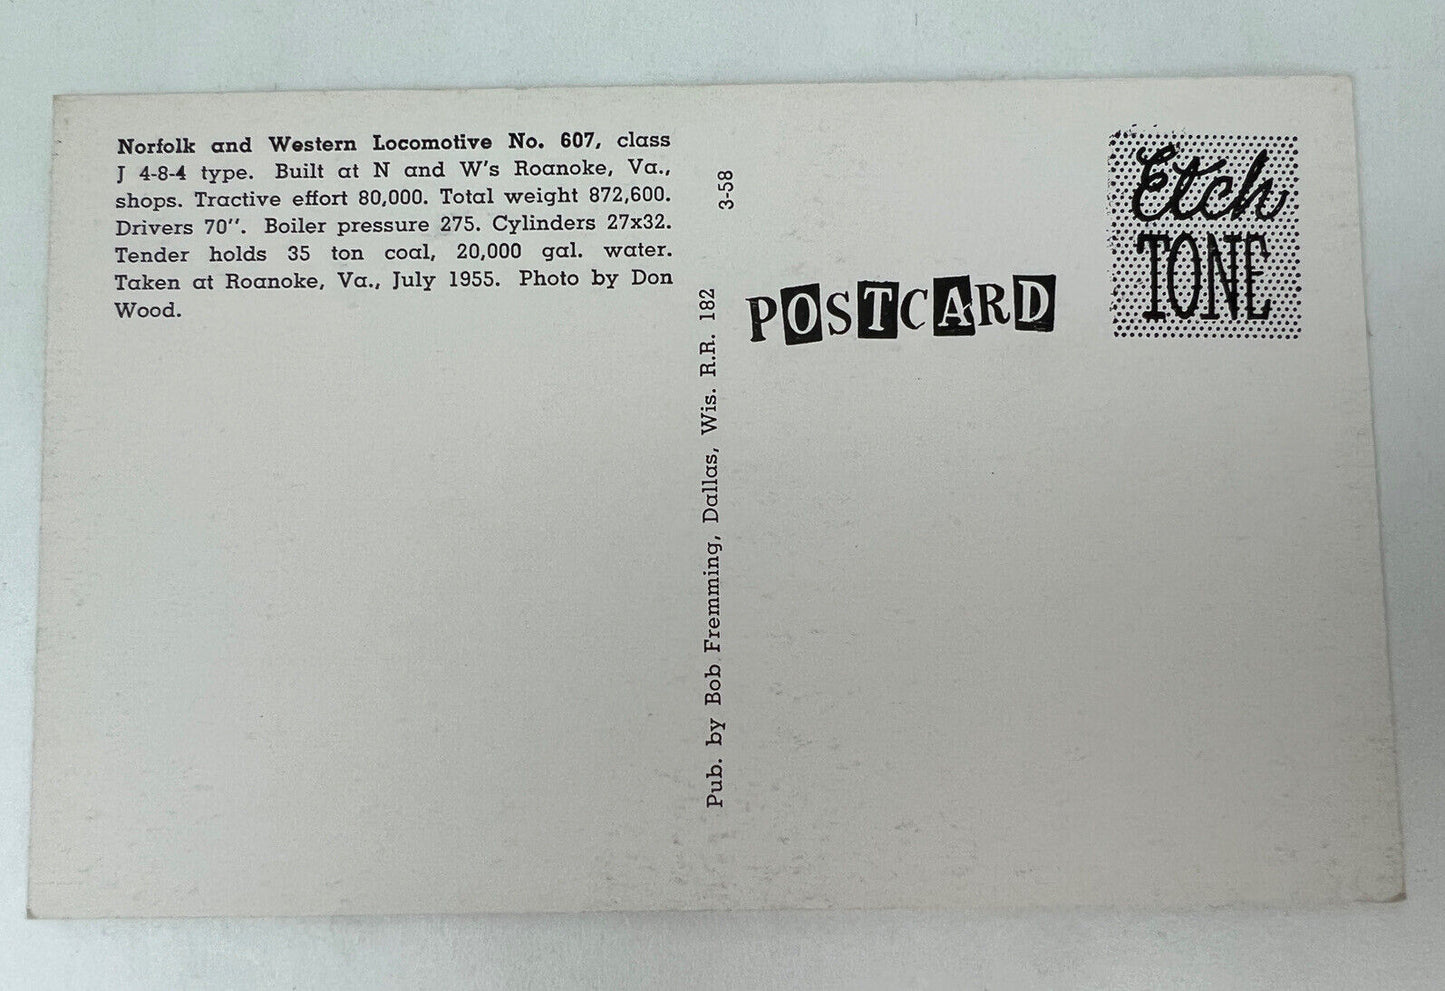 Norfolk and Western Locomotive No. 607, class
J 4-8-4 type. Built at N and W's Roanoke, Va.,
shops. Tractive effort 80,000. Total weight 872,600.
Drivers 70". Boiler pressure 275. Cylinders 27x32.
Tender holds 35 ton coal, 20,000 gal. water.
Taken at Roanoke, Va., July 1955. Photo by Don
Wood.
Pub. by Bob Fremming, Dallas, Wis. R.R. 182
3-58
POSTCARD
Etch
TONE